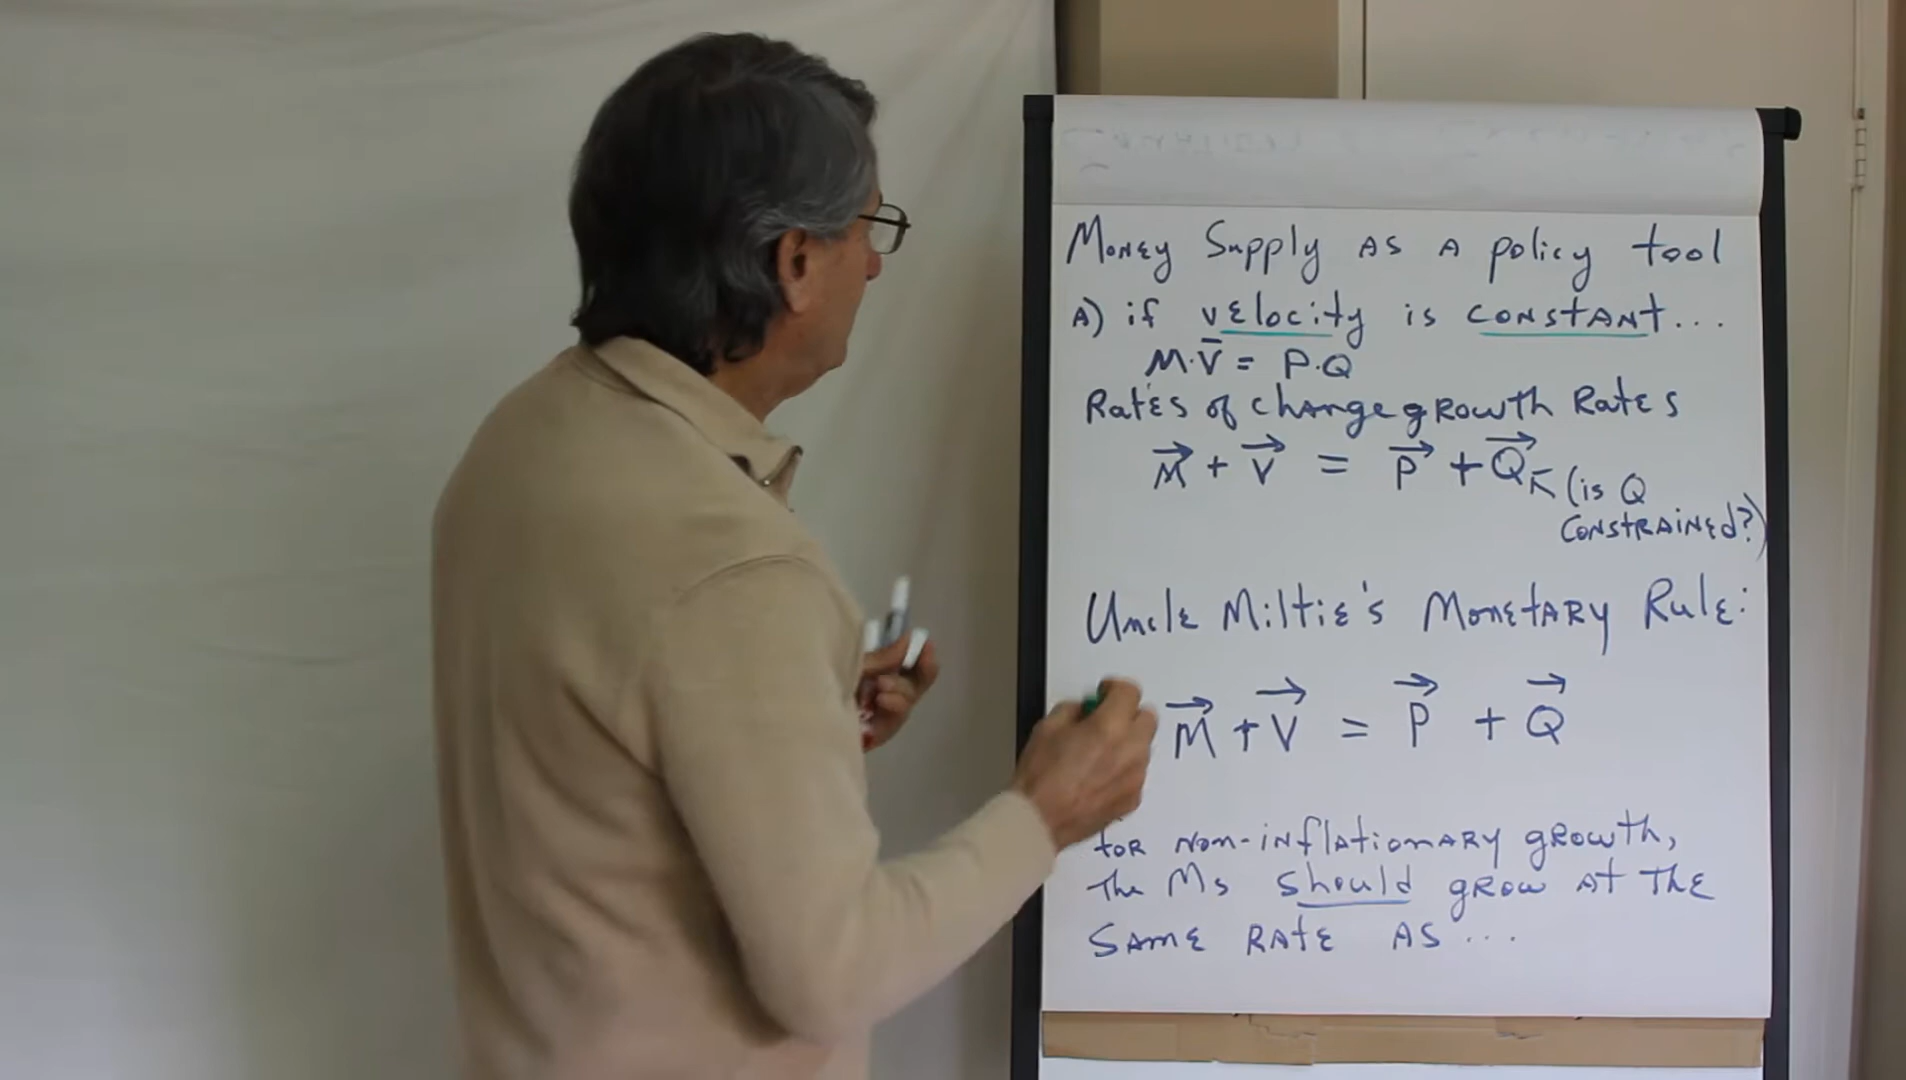 Money Supply as a policy tool
A) if velocity is constant...
M·V̄ = P·Q
Rates of change growth Rates
M⃗ + V⃗ = P⃗ + Q⃗ ↖ (is Q
constrained?)
Uncle Miltie's Monetary Rule:
M⃗ + V⃗ = P⃗ + Q⃗
for non-inflationary growth,
the Ms should grow at the
same rate as...